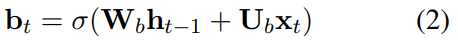 b_t = σ(W_b h_{t−1} + U_b x_t) (2)